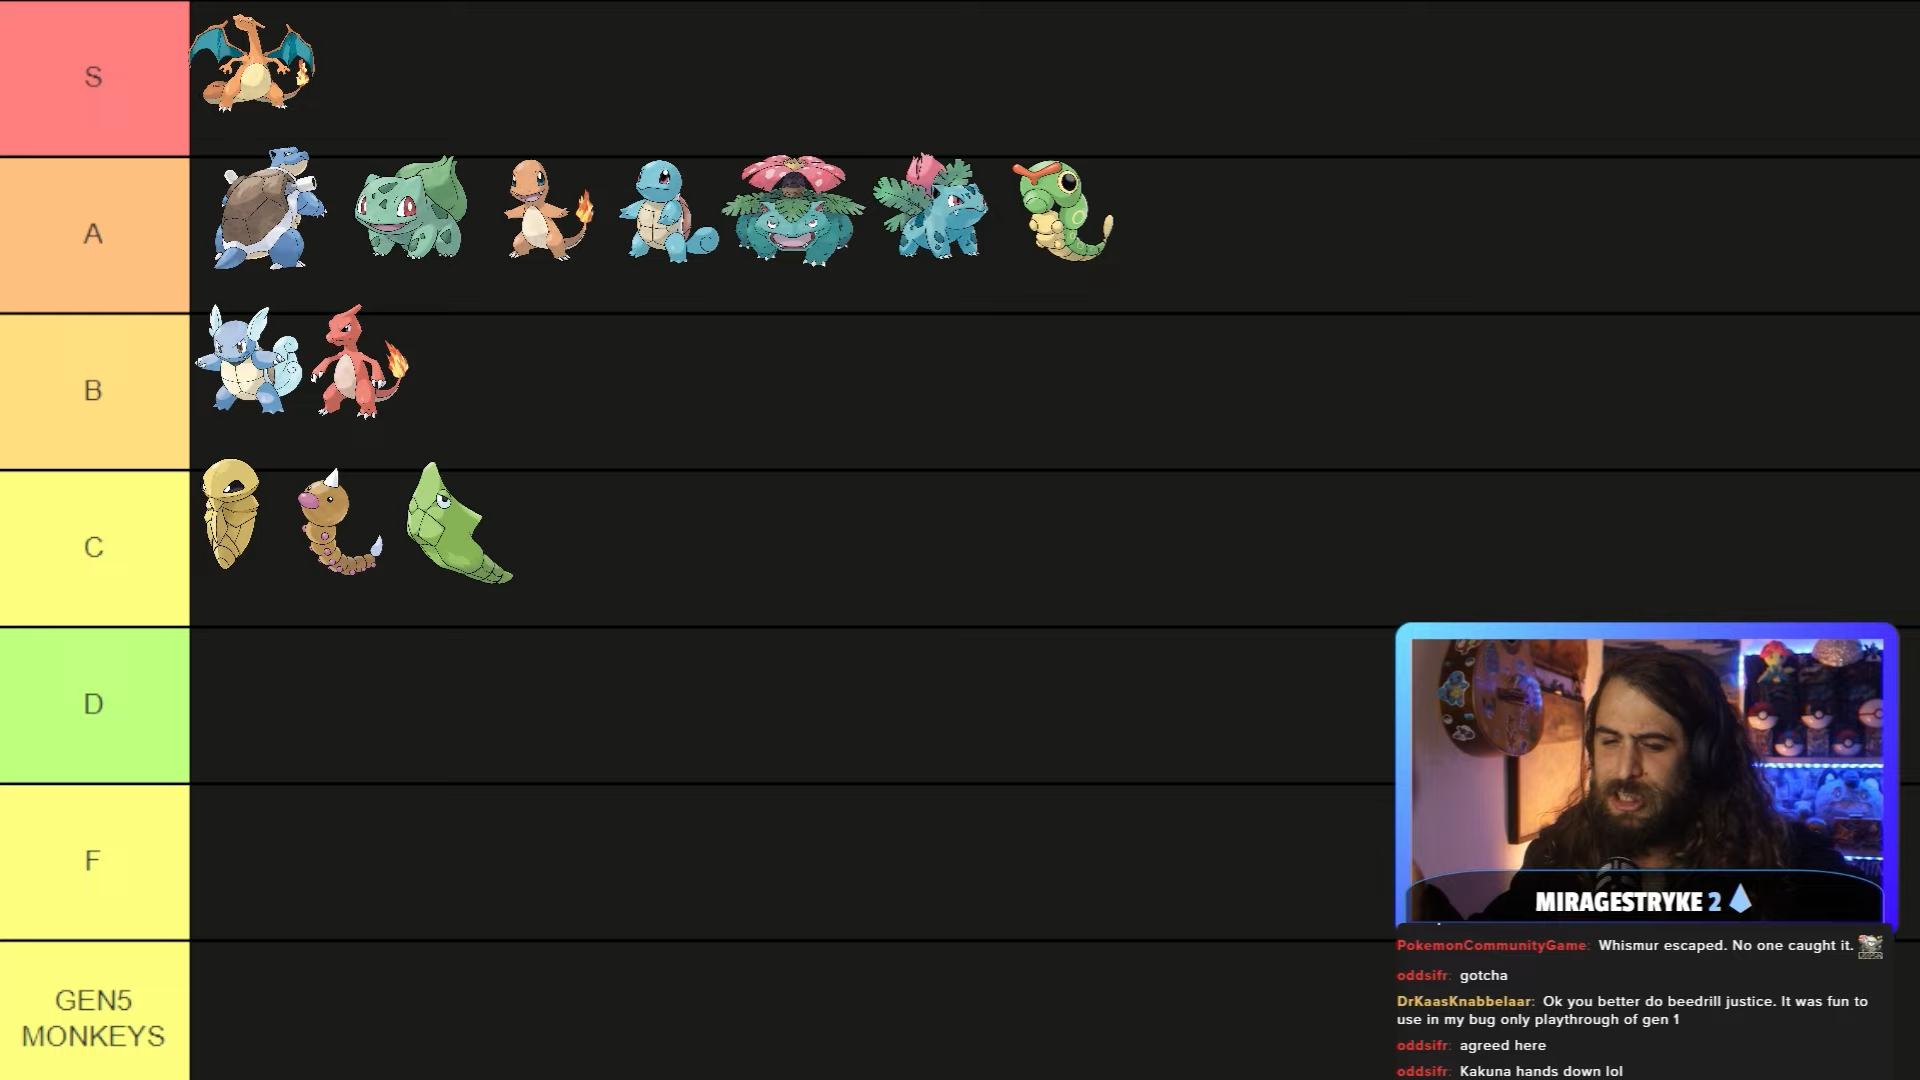 S
A
B
C
D
F
GEN5
MONKEYS
MIRAGESTRYKE 2
PokemonCommunityGame: Whismur escaped. No one caught it.
oddsifr: gotcha
DrKaasKnabbelaar: Ok you better do beedrill justice. It was fun to
use in my bug only playthrough of gen 1
oddsifr: agreed here
oddsifr: Kakuna hands down lol